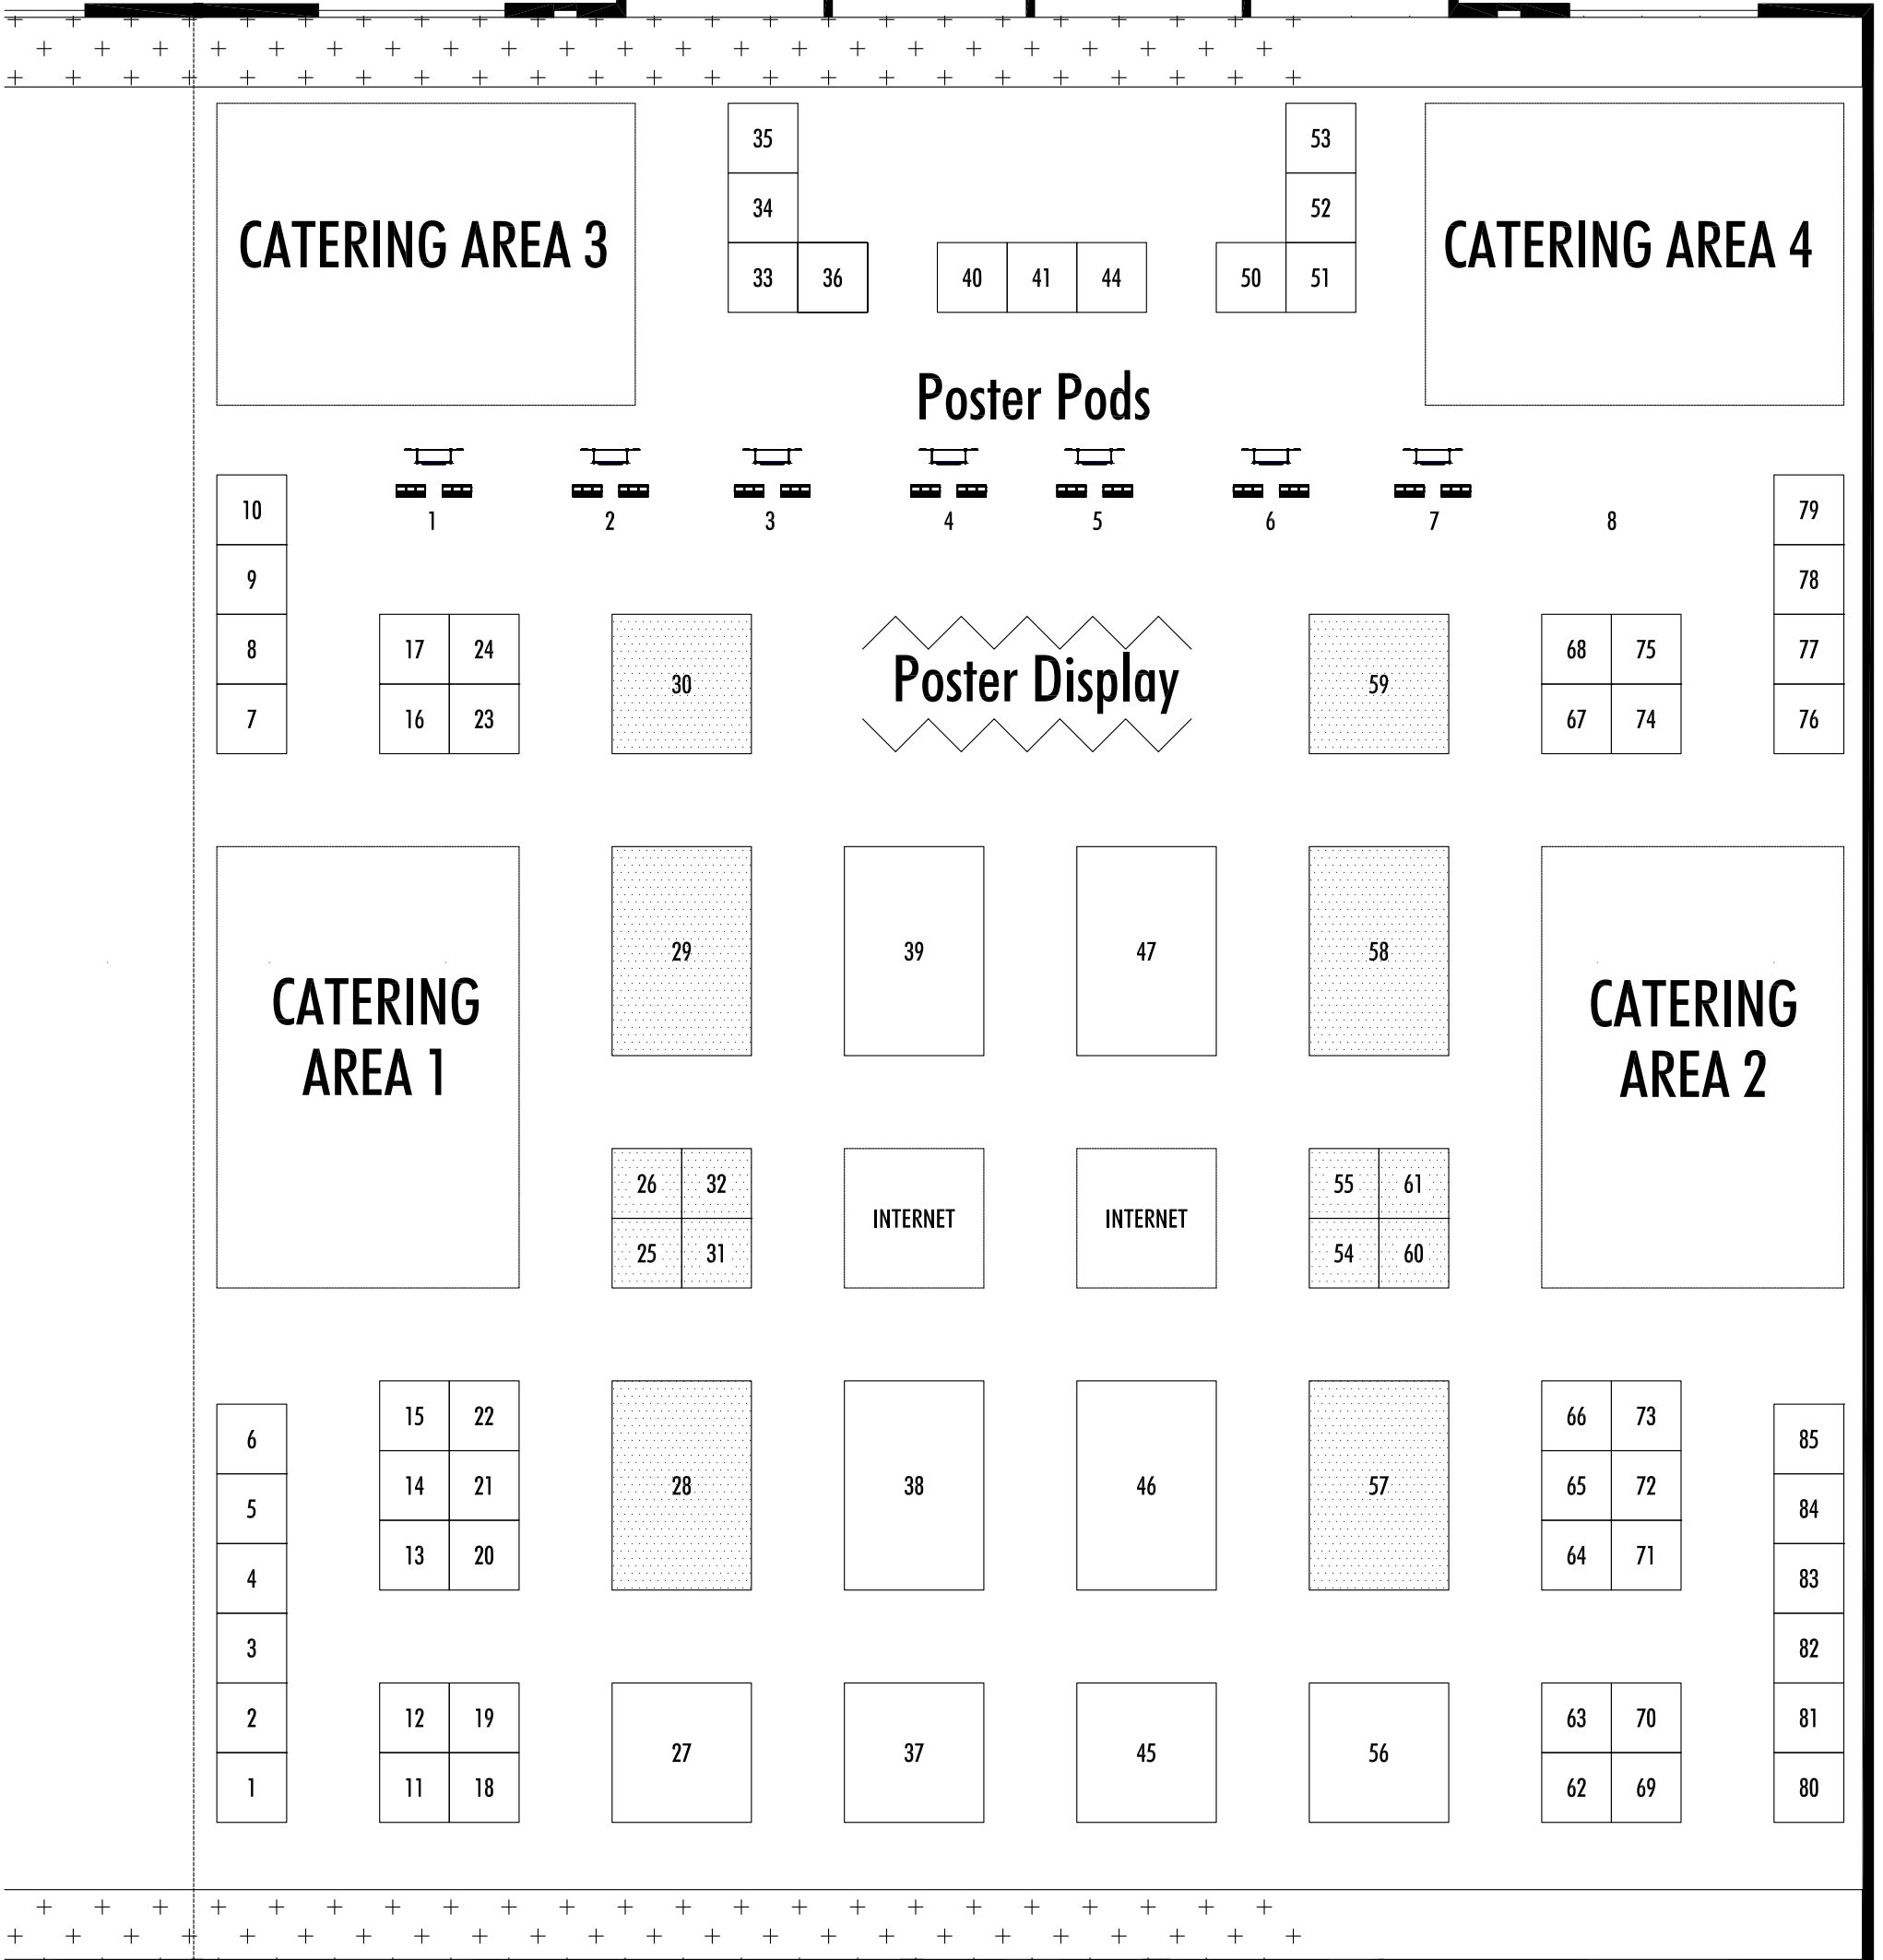 35 53
34 52
CATERING AREA 3 CATERING AREA 4
33 36 40 41 44 50 51
Poster Pods
10 79
1 2 3 4 5 6 7 8
9 78
8 17 24 68 75 77
30 Poster Display 59
7 16 23 67 74 76
29 39 47 58
CATERING CATERING
AREA 1 AREA 2
26 32 55 61
INTERNET INTERNET
25 31 54 60
15 22 66 73
6 85
14 21 28 38 46 57 65 72
5 84
13 20 64 71
4 83
3 82
2 12 19 63 70 81
27 37 45 56
1 11 18 62 69 80